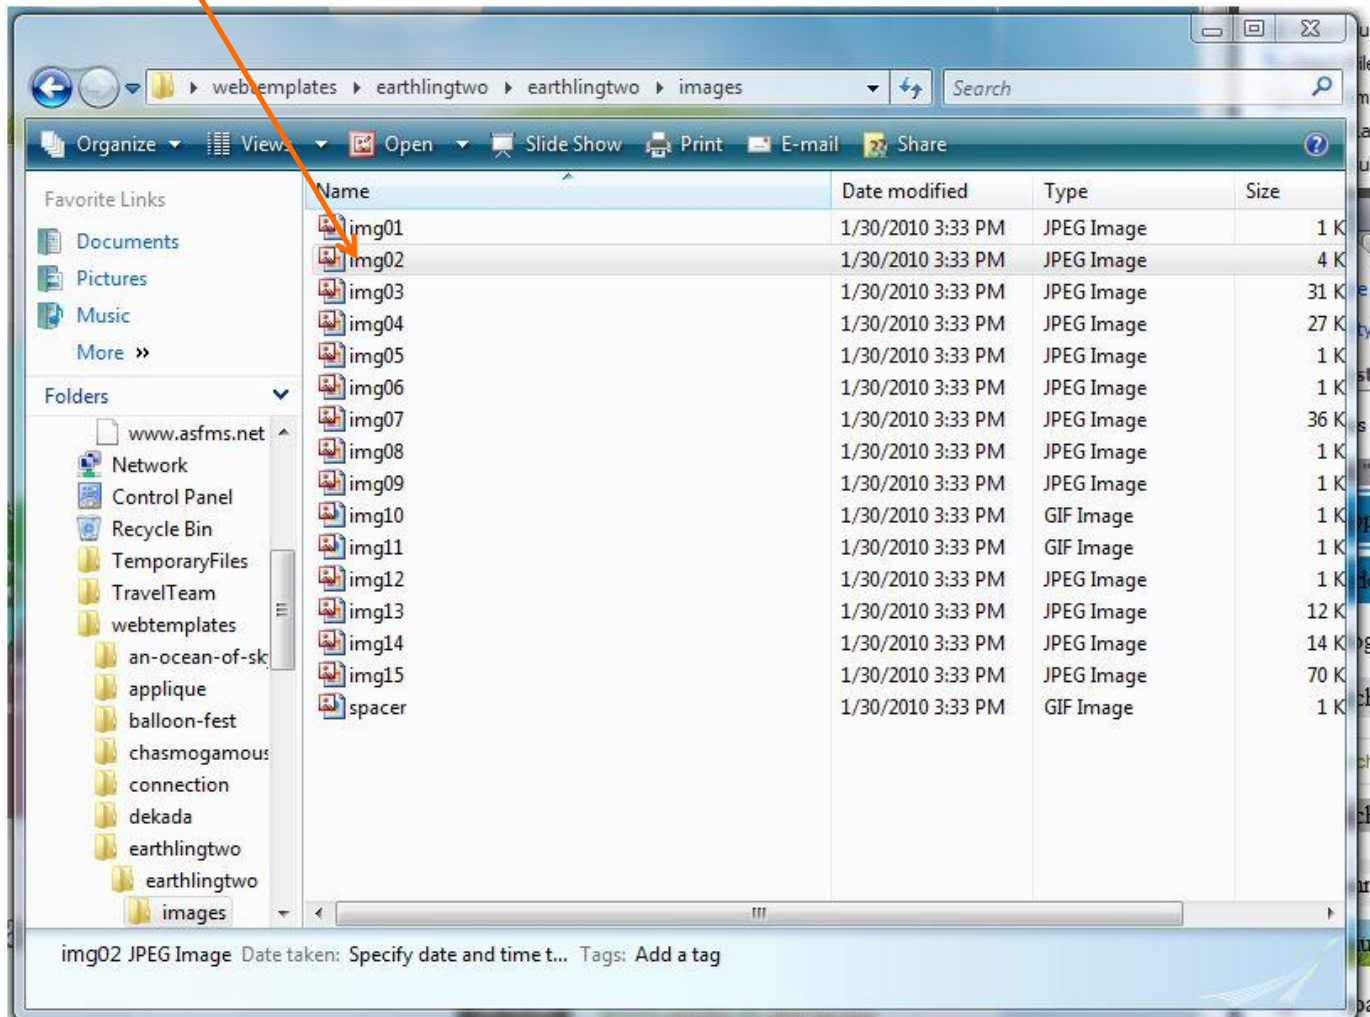 webtemplates earthlingtwo earthlingtwo images Search
Organize Views Open Slide Show Print E-mail Share
Favorite Links
Documents
Pictures
Music
More »
Folders
www.asfms.net
Network
Control Panel
Recycle Bin
TemporaryFiles
TravelTeam
webtemplates
an-ocean-of-sk
applique
balloon-fest
chasmogamous
connection
dekada
earthlingtwo
earthlingtwo
images
Name Date modified Type Size
img01 1/30/2010 3:33 PM JPEG Image 1 K
img02 1/30/2010 3:33 PM JPEG Image 4 K
img03 1/30/2010 3:33 PM JPEG Image 31 K
img04 1/30/2010 3:33 PM JPEG Image 27 K
img05 1/30/2010 3:33 PM JPEG Image 1 K
img06 1/30/2010 3:33 PM JPEG Image 1 K
img07 1/30/2010 3:33 PM JPEG Image 36 K
img08 1/30/2010 3:33 PM JPEG Image 1 K
img09 1/30/2010 3:33 PM JPEG Image 1 K
img10 1/30/2010 3:33 PM GIF Image 1 K
img11 1/30/2010 3:33 PM GIF Image 1 K
img12 1/30/2010 3:33 PM JPEG Image 1 K
img13 1/30/2010 3:33 PM JPEG Image 12 K
img14 1/30/2010 3:33 PM JPEG Image 14 K
img15 1/30/2010 3:33 PM JPEG Image 70 K
spacer 1/30/2010 3:33 PM GIF Image 1 K
img02 JPEG Image Date taken: Specify date and time t... Tags: Add a tag